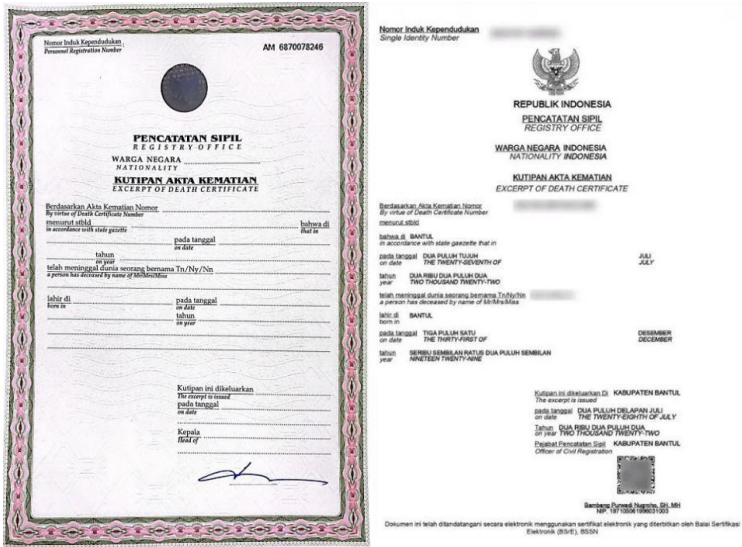 Nomor Induk Kependudukan
Personnel Registration Number
AM 6870078246
PENCATATAN SIPIL
REGISTRY OFFICE
WARGA NEGARA
NATIONALITY
KUTIPAN AKTA KEMATIAN
EXCERPT OF DEATH CERTIFICATE
Berdasarkan Akta Kematian Nomor
By virtue of Death Certificate Number
menurut stbld
in accordance with state gazette
bahwa di
that in
pada tanggal
on date
tahun
on year
telah meninggal dunia seorang bernama Tn/Ny/Nn
a person has deceased by name of Mr/Mrs/Miss
lahir di
born in
pada tanggal
on date
tahun
on year
Kutipan ini dikeluarkan
The excerpt is issued
pada tanggal
on date
Kepala
Head of
Nomor Induk Kependudukan
Single Identity Number
REPUBLIK INDONESIA
PENCATATAN SIPIL
REGISTRY OFFICE
WARGA NEGARA INDONESIA
NATIONALITY INDONESIA
KUTIPAN AKTA KEMATIAN
EXCERPT OF DEATH CERTIFICATE
Berdasarkan Akta Kematian Nomor
By virtue of Death Certificate Number
menurut stbld
bahwa di BANTUL
in accordance with state gaezette that in
pada tanggal DUA PULUH TUJUH JULI
on date THE TWENTY-SEVENTH OF JULY
tahun DUA RIBU DUA PULUH DUA
year TWO THOUSAND TWENTY-TWO
telah meninggal dunia seorang bernama Tn/Ny/Nn
a person has deceased by name of Mr/Mrs/Miss
lahir di BANTUL
born in
pada tanggal TIGA PULUH SATU DESEMBER
on date THE THIRTY-FIRST OF DECEMBER
tahun SERIBU SEMBILAN RATUS DUA PULUH SEMBILAN
year NINETEEN TWENTY-NINE
Kutipan ini dikeluarkan Di KABUPATEN BANTUL
The excerpt is issued
pada tanggal DUA PULUH DELAPAN JULI
on date THE TWENTY-EIGHTH OF JULY
Tahun DUA RIBU DUA PULUH DUA
on year TWO THOUSAND TWENTY-TWO
Pejabat Pencatatan Sipil KABUPATEN BANTUL
Officer of Civil Registration
Bambang Purwadi Nugroho, SH, MH
NIP. 197105061996031003
Dokumen ini telah ditandatangani secara elektronik menggunakan sertifikat elektronik yang diterbitkan oleh Balai Sertifikasi
Elektronik (BSrE), BSSN